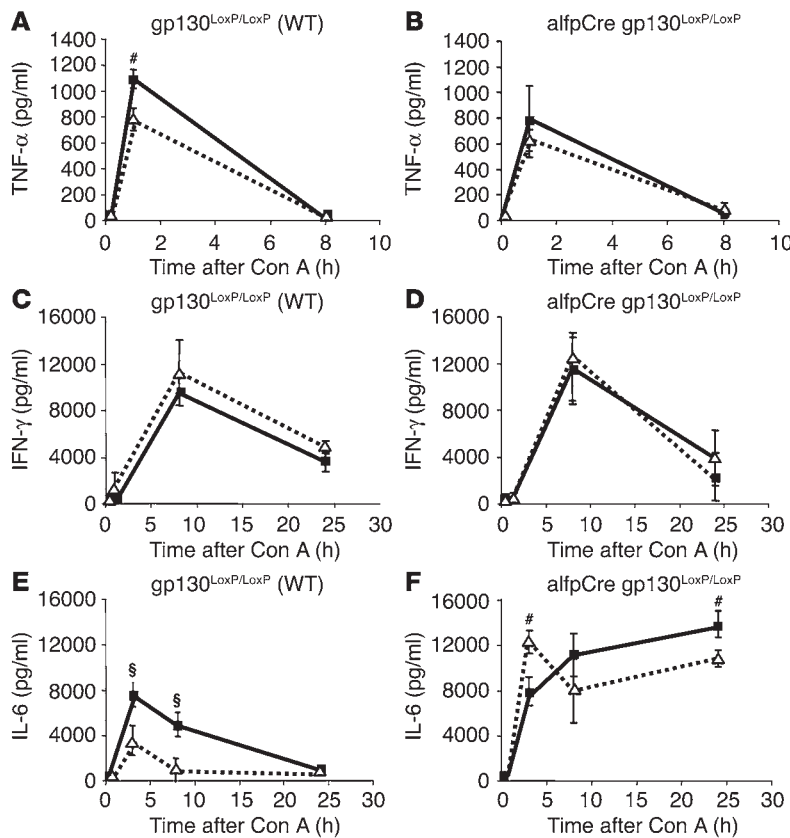 A gp130LoxP/LoxP (WT)
TNF-α (pg/ml)
1400
1200
1000
800
600
400
200
0
#
0 2 4 6 8 10
Time after Con A (h)
B alfpCre gp130LoxP/LoxP
TNF-α (pg/ml)
1400
1200
1000
800
600
400
200
0
0 2 4 6 8 10
Time after Con A (h)
C gp130LoxP/LoxP (WT)
IFN-γ (pg/ml)
16000
12000
8000
4000
0
0 5 10 15 20 25 30
Time after Con A (h)
D alfpCre gp130LoxP/LoxP
IFN-γ (pg/ml)
16000
12000
8000
4000
0
0 5 10 15 20 25 30
Time after Con A (h)
E gp130LoxP/LoxP (WT)
IL-6 (pg/ml)
16000
12000
8000
4000
0
§
§
0 5 10 15 20 25 30
Time after Con A (h)
F alfpCre gp130LoxP/LoxP
IL-6 (pg/ml)
16000
12000
8000
4000
0
#
#
0 5 10 15 20 25 30
Time after Con A (h)